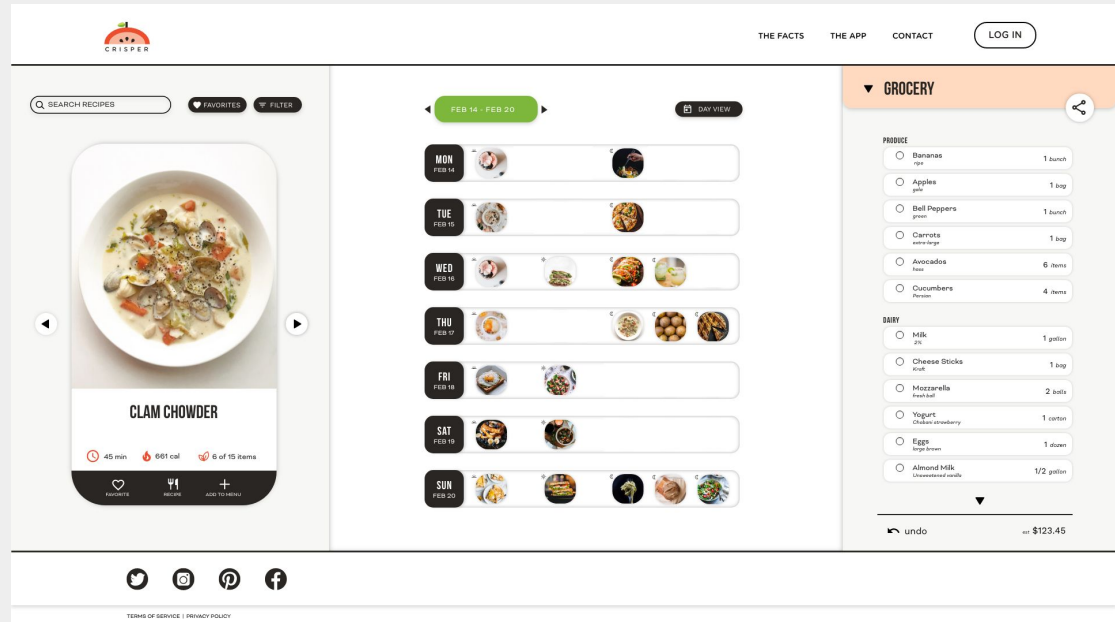 CRISPER
THE FACTS
THE APP
CONTACT
LOG IN
SEARCH RECIPES
FAVORITES
FILTER
CLAM CHOWDER
45 min
661 cal
6 of 15 items
FAVORITE
RECIPE
ADD TO MENU
FEB 14 - FEB 20
DAY VIEW
MON
FEB 14
TUE
FEB 15
WED
FEB 16
THU
FEB 17
FRI
FEB 18
SAT
FEB 19
SUN
FEB 20
GROCERY
PRODUCE
Bananas 1 bunch
ripe
Apples 1 bag
gala
Bell Peppers 1 bunch
green
Carrots 1 bag
extra-large
Avocados 6 items
hass
Cucumbers 4 items
Persian
DAIRY
Milk 1 gallon
2%
Cheese Sticks 1 bag
Kraft
Mozzarella 2 balls
fresh ball
Yogurt 1 carton
Chobani strawberry
Eggs 1 dozen
large brown
Almond Milk 1/2 gallon
Unsweetened vanilla
undo
est $123.45
TERMS OF SERVICE | PRIVACY POLICY